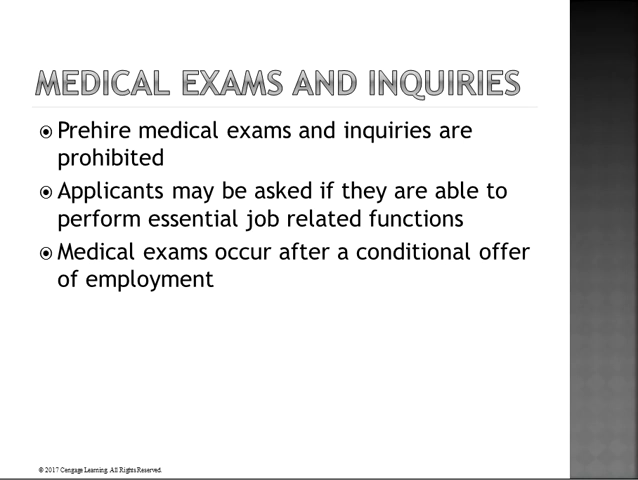 MEDICAL EXAMS AND INQUIRIES
Prehire medical exams and inquiries are
prohibited
Applicants may be asked if they are able to
perform essential job related functions
Medical exams occur after a conditional offer
of employment
© 2017 Cengage Learning. All Rights Reserved.